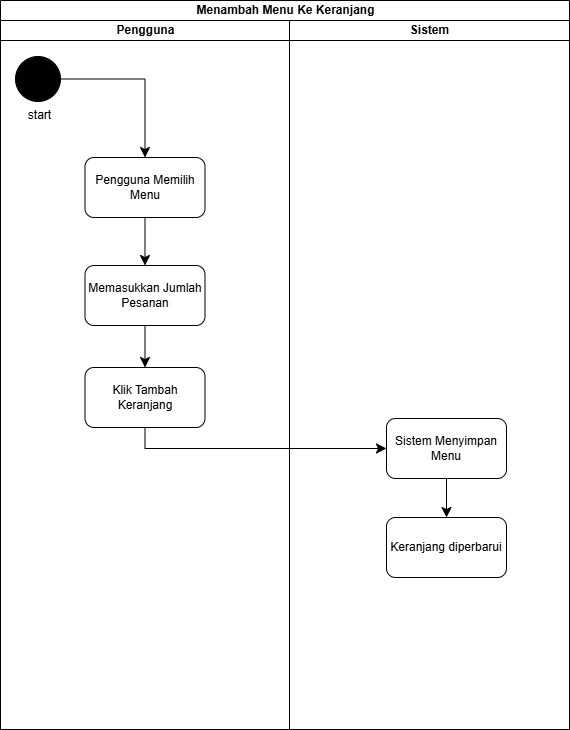 Menambah Menu Ke Keranjang
Pengguna
Sistem
start
Pengguna Memilih
Menu
Memasukkan Jumlah
Pesanan
Klik Tambah
Keranjang
Sistem Menyimpan
Menu
Keranjang diperbarui